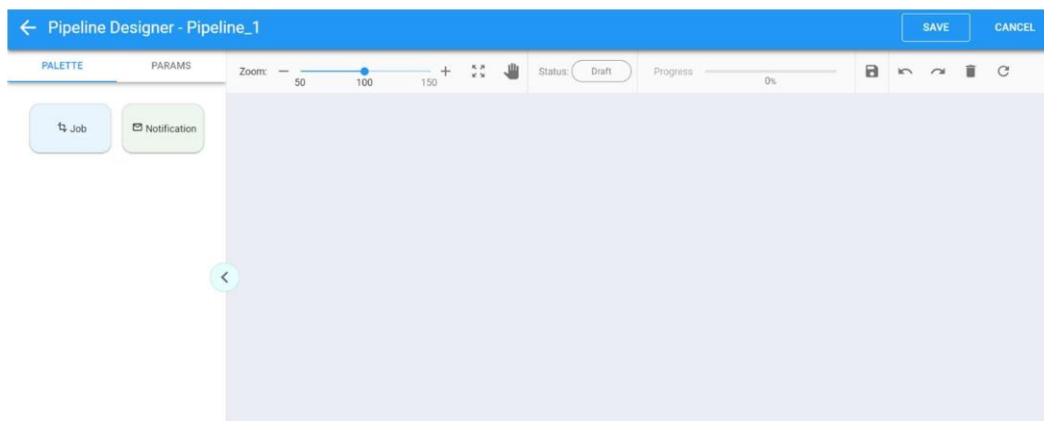 Pipeline Designer - Pipeline_1
SAVE
CANCEL
PALETTE
PARAMS
Zoom:
50
100
150
Status:
Draft
Progress
0%
Job
Notification